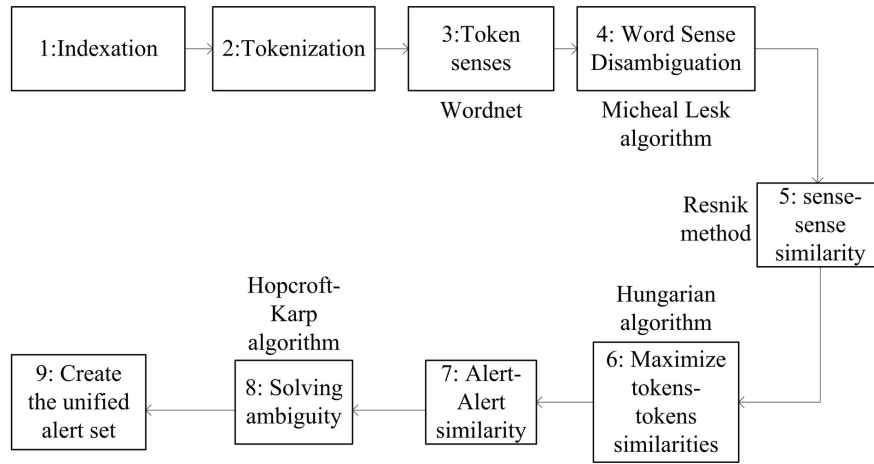 1:Indexation
2:Tokenization
3:Token
senses
4: Word Sense
Disambiguation
Wordnet
Micheal Lesk
algorithm
Resnik
method
5: sense-
sense
similarity
Hungarian
algorithm
6: Maximize
tokens-
tokens
similarities
7: Alert-
Alert
similarity
Hopcroft-
Karp
algorithm
8: Solving
ambiguity
9: Create
the unified
alert set